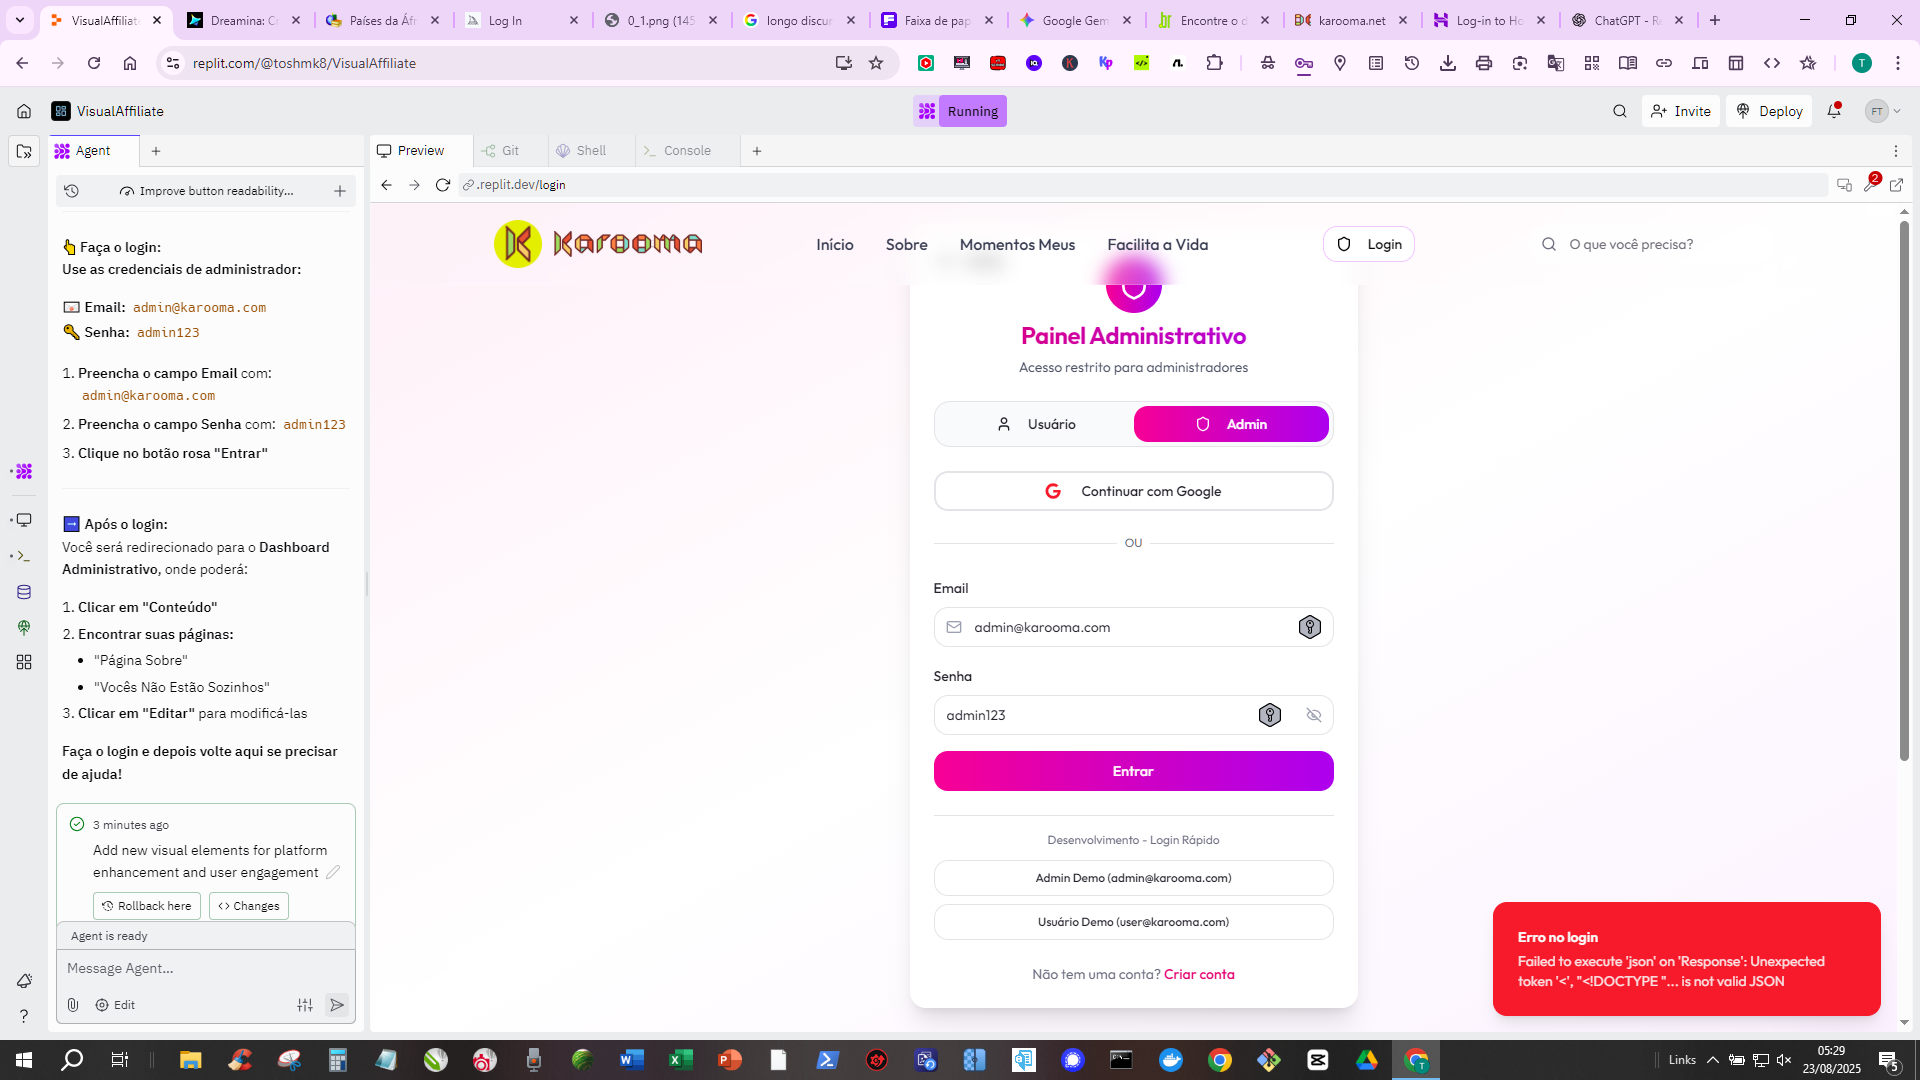 VisualAffiliate
Dreamina: C
Países da Áfr
Log In
0_1.png (145
longo discur
Faixa de pap
Google Gem
Encontre o d
karooma.net
Log-in to Ho
ChatGPT - R
replit.com/@toshmk8/VisualAffiliate
T
VisualAffiliate
Running
Invite
Deploy
FT
Agent
Preview
Git
Shell
Console
Improve button readability...
.replit.dev/login
2
👆 Faça o login:
Use as credenciais de administrador:
📧 Email: admin@karooma.com
🔑 Senha: admin123
1. Preencha o campo Email com:
admin@karooma.com
2. Preencha o campo Senha com: admin123
3. Clique no botão rosa "Entrar"
➡️ Após o login:
Você será redirecionado para o Dashboard
Administrativo, onde poderá:
1. Clicar em "Conteúdo"
2. Encontrar suas páginas:
• "Página Sobre"
• "Vocês Não Estão Sozinhos"
3. Clicar em "Editar" para modificá-las
Faça o login e depois volte aqui se precisar
de ajuda!
3 minutes ago
Add new visual elements for platform
enhancement and user engagement
Rollback here
Changes
Agent is ready
Message Agent...
Edit
Karooma
Início
Sobre
Momentos Meus
Facilita a Vida
Login
O que você precisa?
Painel Administrativo
Acesso restrito para administradores
Usuário
Admin
Continuar com Google
OU
Email
admin@karooma.com
Senha
admin123
Entrar
Desenvolvimento - Login Rápido
Admin Demo (admin@karooma.com)
Usuário Demo (user@karooma.com)
Não tem uma conta? Criar conta
Erro no login
Failed to execute 'json' on 'Response': Unexpected
token '<', "<!DOCTYPE "... is not valid JSON
Links
05:29
23/08/2025
5